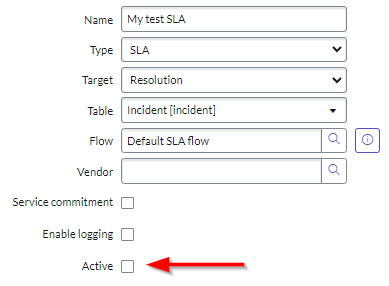 Name My test SLA
Type SLA
Target Resolution
Table Incident [incident]
Flow Default SLA flow
Vendor
Service commitment
Enable logging
Active